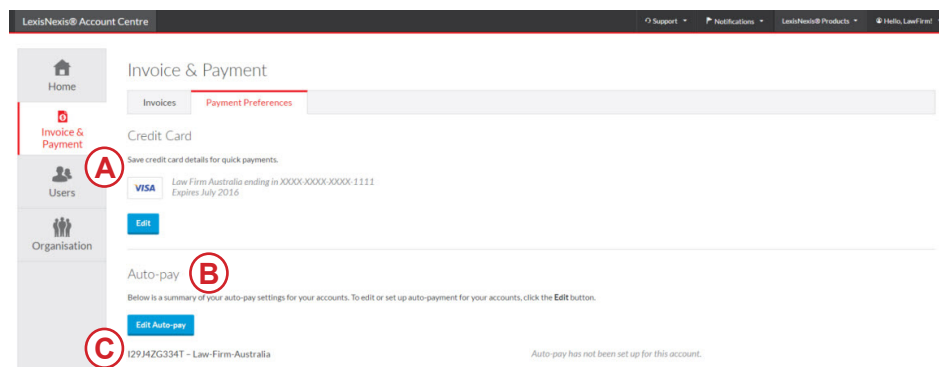 LexisNexis® Account Centre
Support
Notifications
LexisNexis® Products
Hello, LawFirm!
Home
Invoice &
Payment
Users
Organisation
Invoice & Payment
Invoices
Payment Preferences
Credit Card
Save credit card details for quick payments.
A
VISA
Law Firm Australia ending in XXXX-XXXX-XXXX-1111
Expires July 2016
Edit
Auto-pay
B
Below is a summary of your auto-pay settings for your accounts. To edit or set up auto-payment for your accounts, click the Edit button.
Edit Auto-pay
C
I29J4ZG334T – Law-Firm-Australia
Auto-pay has not been set up for this account.